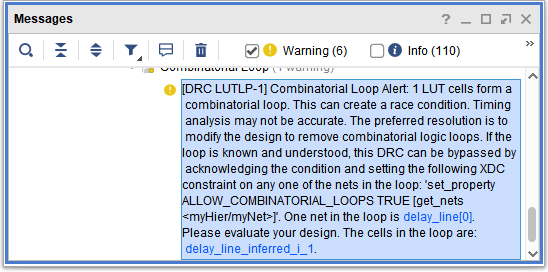 Messages
Warning (6)
Info (110)
Combinatorial Loop (1 warning)
[DRC LUTLP-1] Combinatorial Loop Alert: 1 LUT cells form a
combinatorial loop. This can create a race condition. Timing
analysis may not be accurate. The preferred resolution is to
modify the design to remove combinatorial logic loops. If the
loop is known and understood, this DRC can be bypassed by
acknowledging the condition and setting the following XDC
constraint on any one of the nets in the loop: 'set_property
ALLOW_COMBINATORIAL_LOOPS TRUE [get_nets
<myHier/myNet>]'. One net in the loop is delay_line[0].
Please evaluate your design. The cells in the loop are:
delay_line_inferred_i_1.